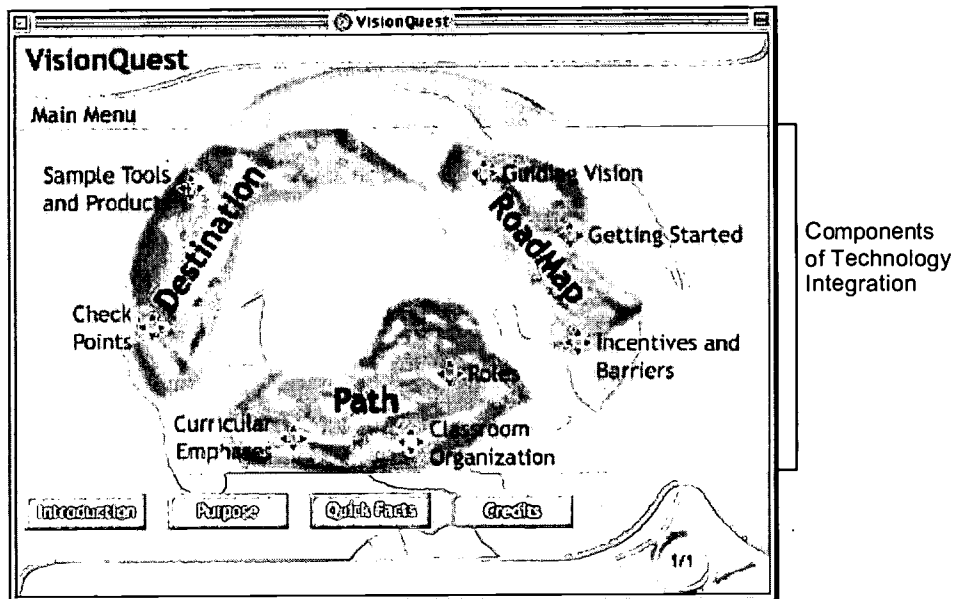 VisionQuest
VisionQuest
Main Menu
Sample Tools
and Products
Destination
Check
Points
Guiding Vision
RoadMap
Getting Started
Incentives and
Barriers
Path
Roles
Curricular
Emphases
Classroom
Organization
Components
of Technology
Integration
Introduction
Purpose
Quick Facts
Credits
1/1